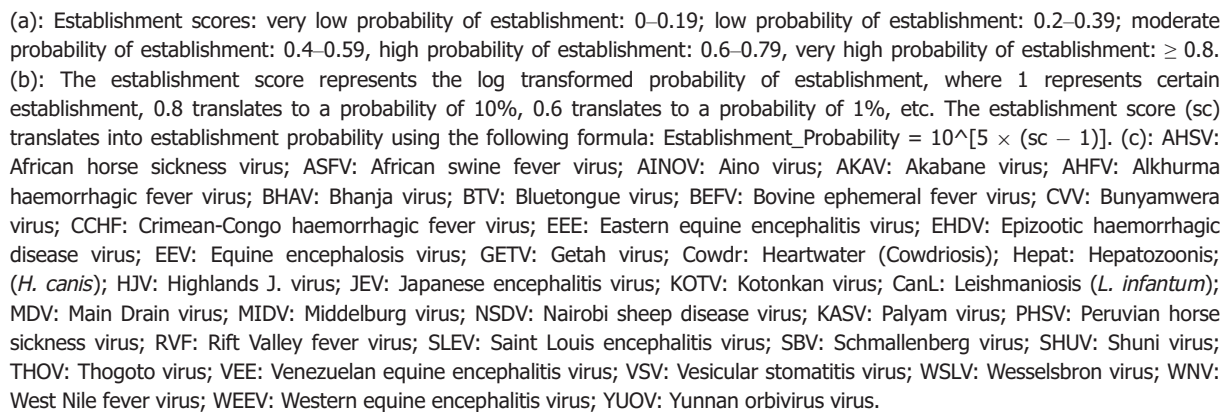 (a): Establishment scores: very low probability of establishment: 0–0.19; low probability of establishment: 0.2–0.39; moderate
probability of establishment: 0.4–0.59, high probability of establishment: 0.6–0.79, very high probability of establishment: ≥ 0.8.
(b): The establishment score represents the log transformed probability of establishment, where 1 represents certain
establishment, 0.8 translates to a probability of 10%, 0.6 translates to a probability of 1%, etc. The establishment score (sc)
translates into establishment probability using the following formula: Establishment_Probability = 10^[5 × (sc − 1)]. (c): AHSV:
African horse sickness virus; ASFV: African swine fever virus; AINOV: Aino virus; AKAV: Akabane virus; AHFV: Alkhurma
haemorrhagic fever virus; BHAV: Bhanja virus; BTV: Bluetongue virus; BEFV: Bovine ephemeral fever virus; CVV: Bunyamwera
virus; CCHF: Crimean-Congo haemorrhagic fever virus; EEE: Eastern equine encephalitis virus; EHDV: Epizootic haemorrhagic
disease virus; EEV: Equine encephalosis virus; GETV: Getah virus; Cowdr: Heartwater (Cowdriosis); Hepat: Hepatozoonis;
(H. canis); HJV: Highlands J. virus; JEV: Japanese encephalitis virus; KOTV: Kotonkan virus; CanL: Leishmaniosis (L. infantum);
MDV: Main Drain virus; MIDV: Middelburg virus; NSDV: Nairobi sheep disease virus; KASV: Palyam virus; PHSV: Peruvian horse
sickness virus; RVF: Rift Valley fever virus; SLEV: Saint Louis encephalitis virus; SBV: Schmallenberg virus; SHUV: Shuni virus;
THOV: Thogoto virus; VEE: Venezuelan equine encephalitis virus; VSV: Vesicular stomatitis virus; WSLV: Wesselsbron virus; WNV:
West Nile fever virus; WEEV: Western equine encephalitis virus; YUOV: Yunnan orbivirus virus.